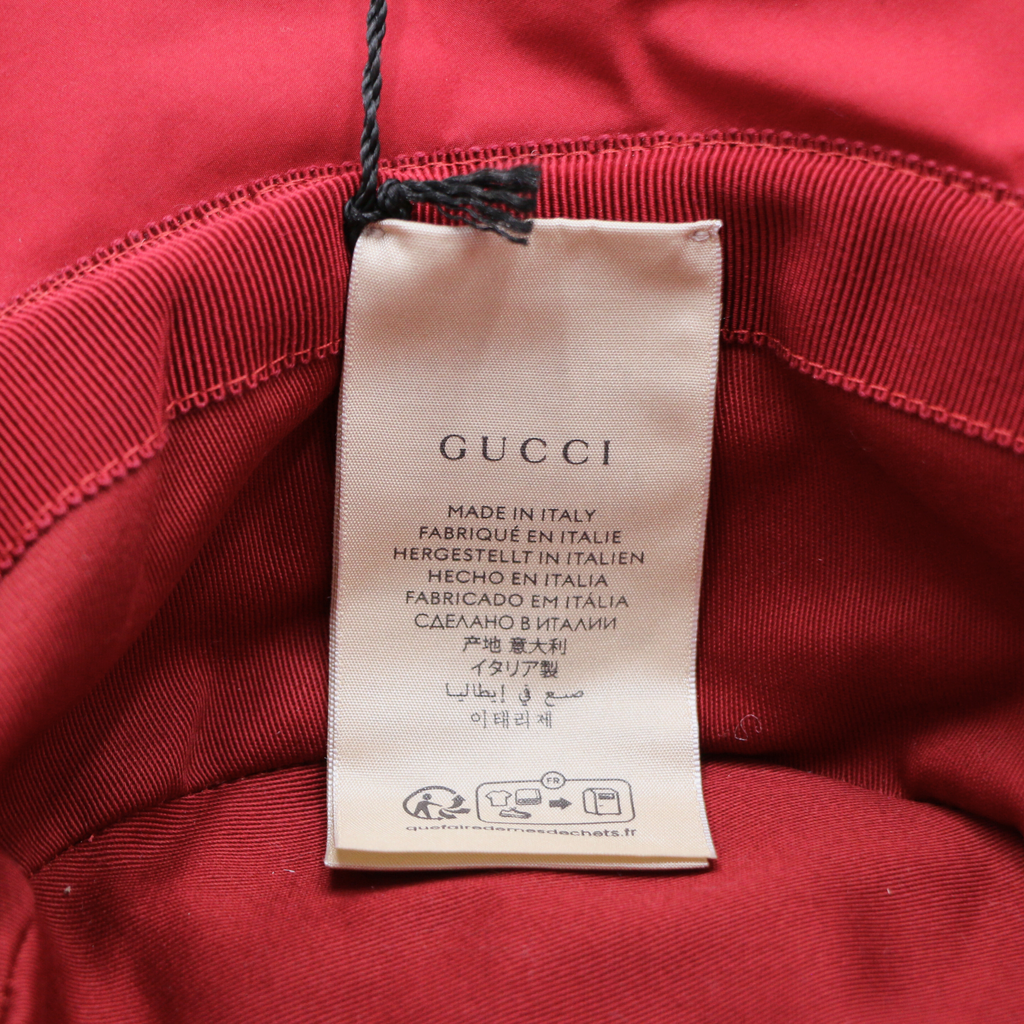 GUCCI
MADE IN ITALY
FABRIQUÉ EN ITALIE
HERGESTELLT IN ITALIEN
HECHO EN ITALIA
FABRICADO EM ITÁLIA
СДЕЛАНО В ИТАЛИИ
产地 意大利
イタリア製
صنع في إيطاليا
이태리제
FR
quefairedemesdechets.fr